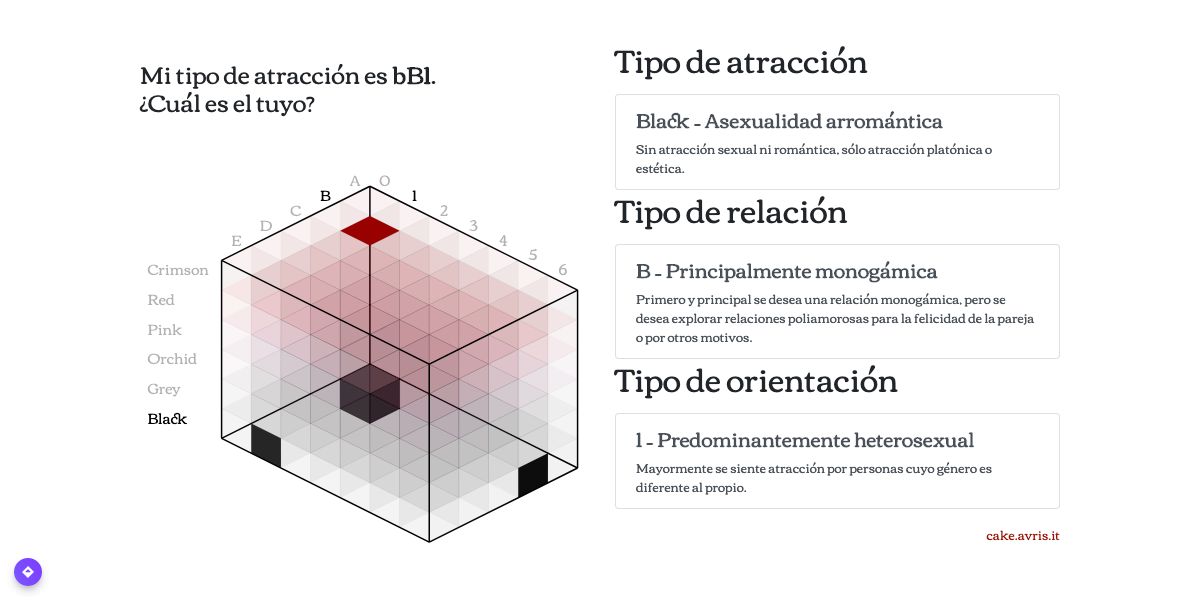 Mi tipo de atracción es bBl.
¿Cuál es el tuyo?
A O
B 1
C 2
D 3
E 4
5
6
Crimson
Red
Pink
Orchid
Grey
Black
Tipo de atracción
Black - Asexualidad arromántica
Sin atracción sexual ni romántica, sólo atracción platónica o
estética.
Tipo de relación
B - Principalmente monogámica
Primero y principal se desea una relación monogámica, pero se
desea explorar relaciones poliamorosas para la felicidad de la pareja
o por otros motivos.
Tipo de orientación
1 - Predominantemente heterosexual
Mayormente se siente atracción por personas cuyo género es
diferente al propio.
cake.avris.it